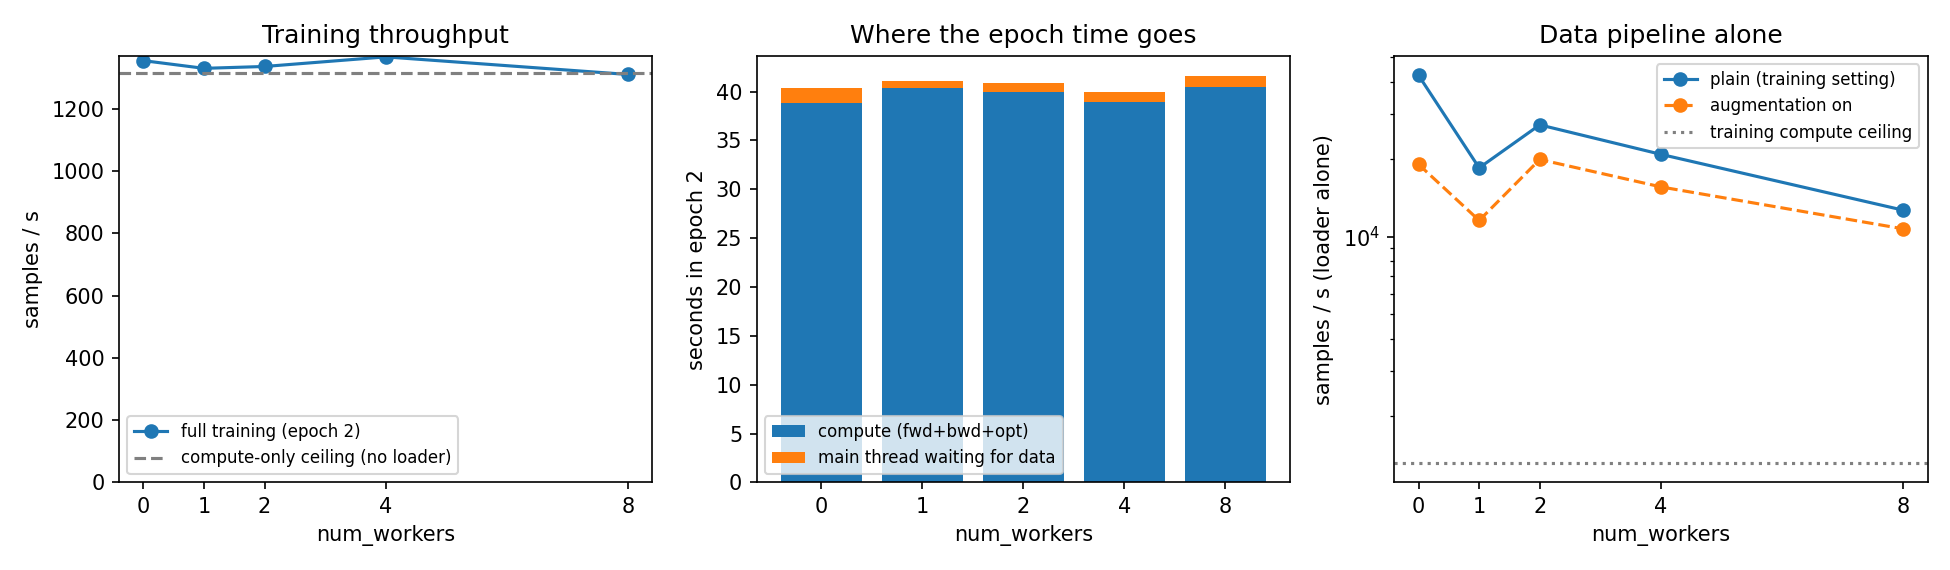 Training throughput
samples / s
1200
1000
800
600
400
200
0
full training (epoch 2)
compute-only ceiling (no loader)
0 1 2 4 8
num_workers
Where the epoch time goes
seconds in epoch 2
40
35
30
25
20
15
10
5
0
compute (fwd+bwd+opt)
main thread waiting for data
0 1 2 4 8
num_workers
Data pipeline alone
samples / s (loader alone)
10⁴
plain (training setting)
augmentation on
training compute ceiling
0 1 2 4 8
num_workers